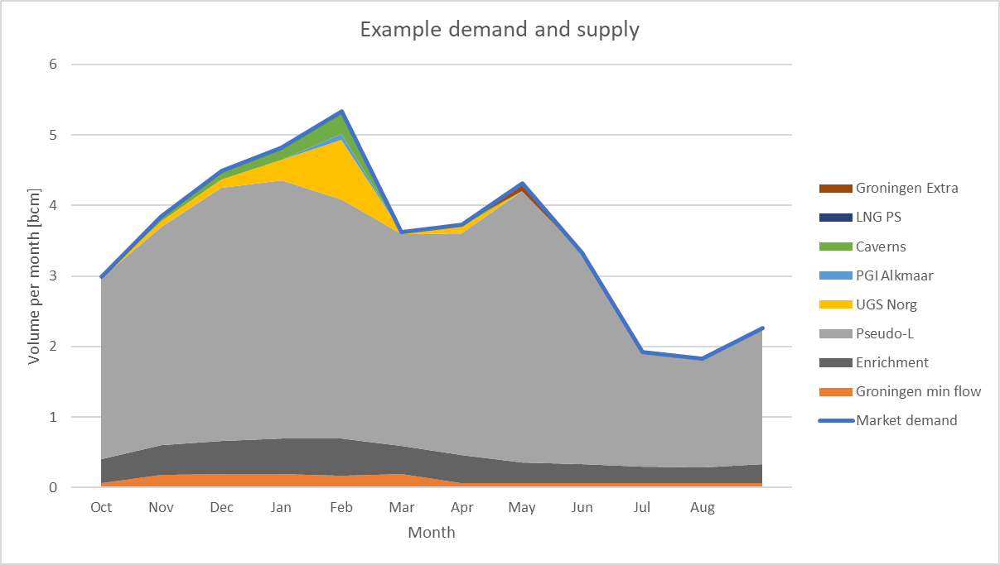 Example demand and supply
6
5
4
3
2
1
0
Volume per month [bcm]
Oct Nov Dec Jan Feb Mar Apr May Jun Jul Aug
Month
Groningen Extra
LNG PS
Caverns
PGI Alkmaar
UGS Norg
Pseudo-L
Enrichment
Groningen min flow
Market demand